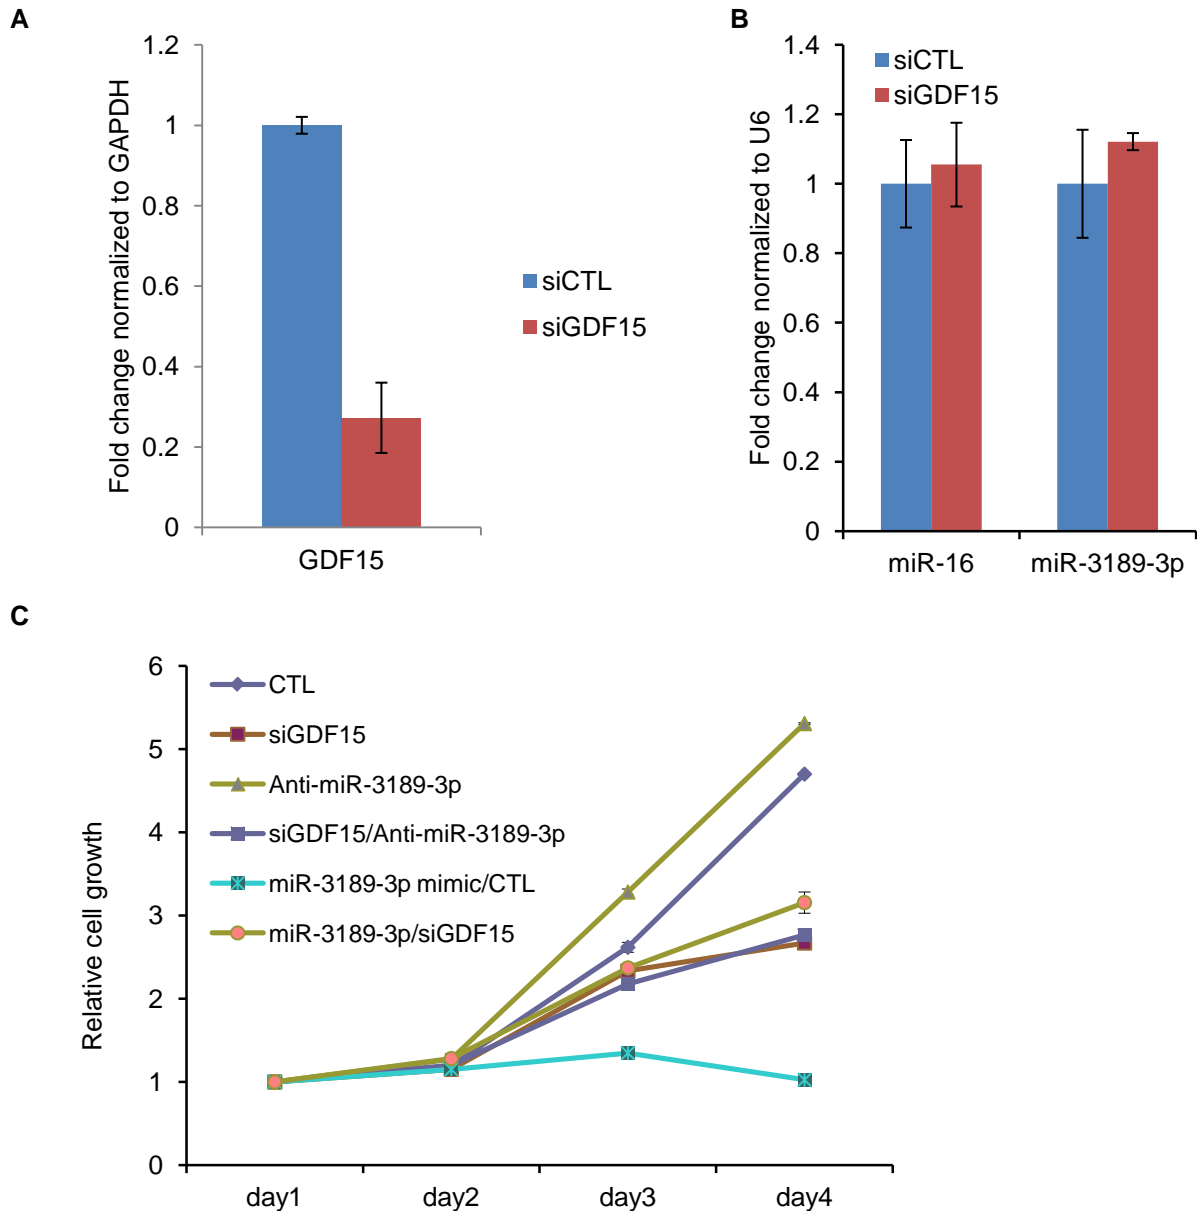 A
Fold change normalized to GAPDH
1.2
1
0.8
0.6
0.4
0.2
0
GDF15
siCTL
siGDF15
B
Fold change normalized to U6
1.4
1.2
1
0.8
0.6
0.4
0.2
0
siCTL
siGDF15
miR-16
miR-3189-3p
C
Relative cell growth
6
5
4
3
2
1
0
CTL
siGDF15
Anti-miR-3189-3p
siGDF15/Anti-miR-3189-3p
miR-3189-3p mimic/CTL
miR-3189-3p/siGDF15
day1
day2
day3
day4